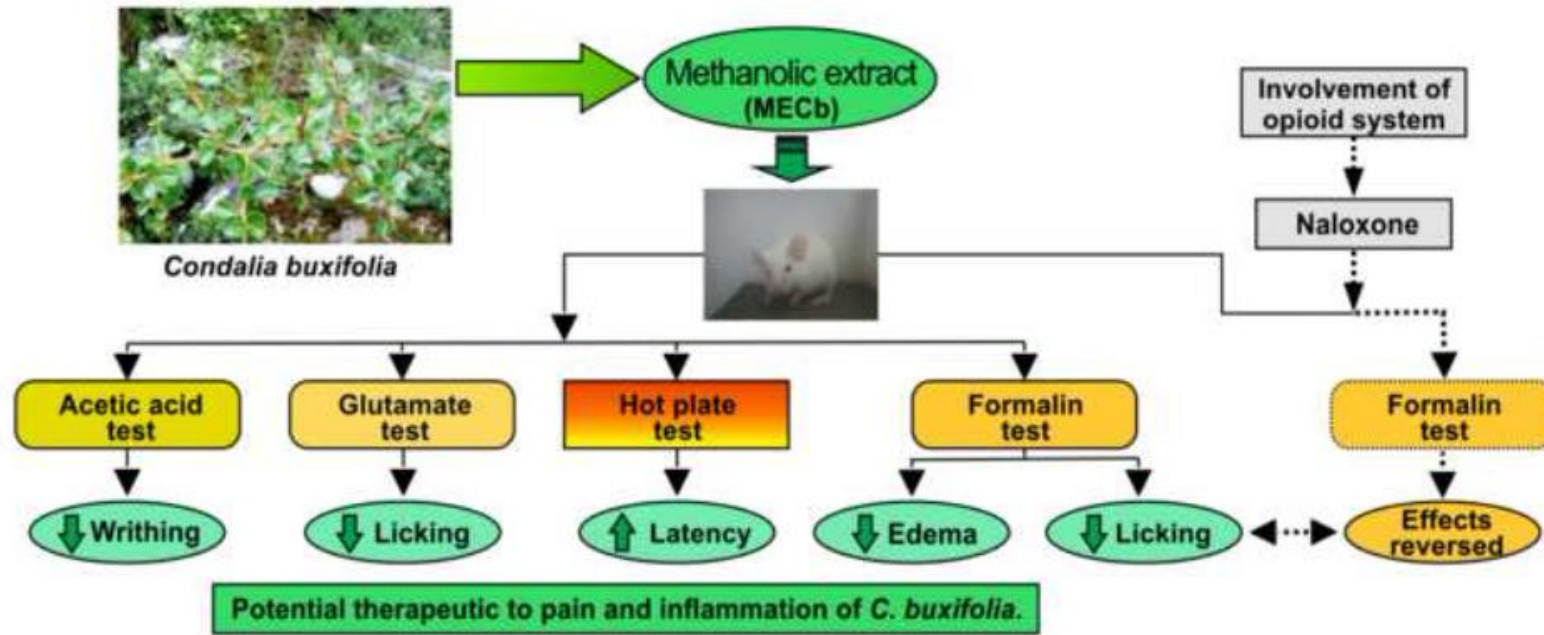 Methanolic extract
(MECb)
Involvement of
opioid system
Naloxone
Condalia buxifolia
Acetic acid
test
Glutamate
test
Hot plate
test
Formalin
test
Formalin
test
Writhing
Licking
Latency
Edema
Licking
Effects
reversed
Potential therapeutic to pain and inflammation of C. buxifolia.